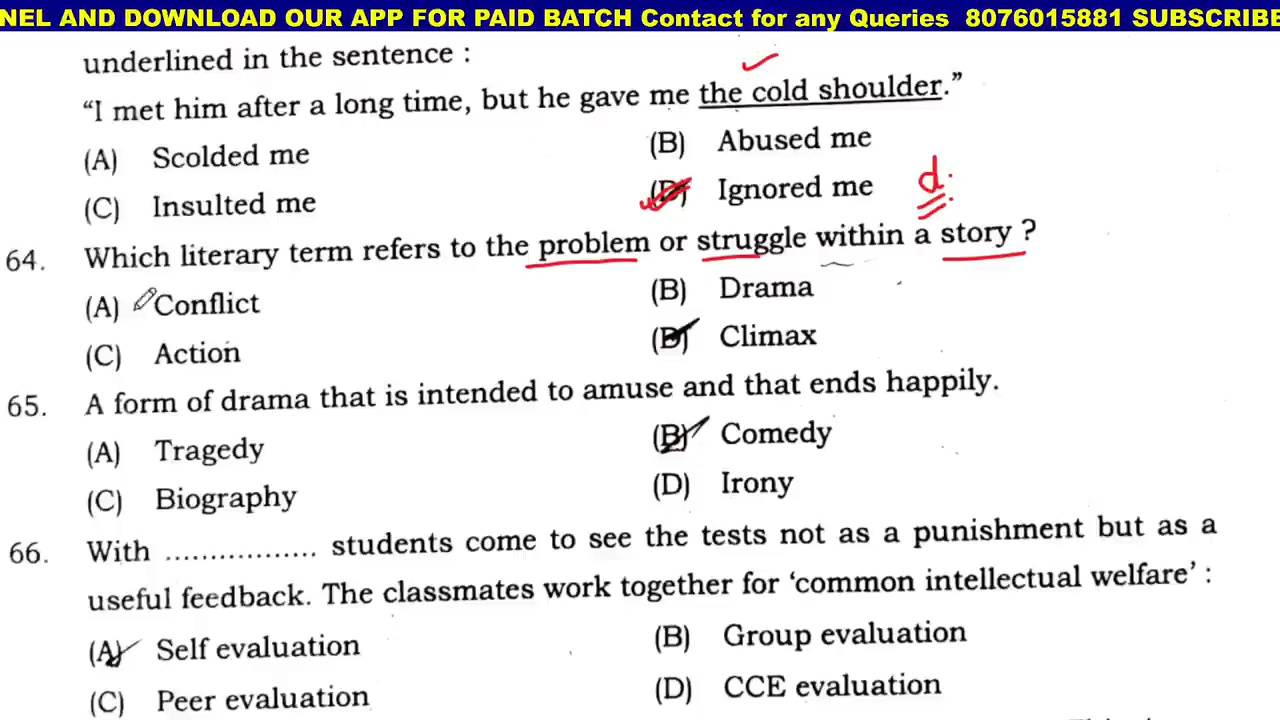 NEL AND DOWNLOAD OUR APP FOR PAID BATCH Contact for any Queries 8076015881 SUBSCRIBE
underlined in the sentence :
“I met him after a long time, but he gave me the cold shoulder.”
(A) Scolded me (B) Abused me
(C) Insulted me (D) Ignored me d.
64. Which literary term refers to the problem or struggle within a story ?
(A) Conflict (B) Drama
(C) Action (D) Climax
65. A form of drama that is intended to amuse and that ends happily.
(A) Tragedy (B) Comedy
(C) Biography (D) Irony
66. With ................. students come to see the tests not as a punishment but as a
useful feedback. The classmates work together for ‘common intellectual welfare’ :
(A) Self evaluation (B) Group evaluation
(C) Peer evaluation (D) CCE evaluation